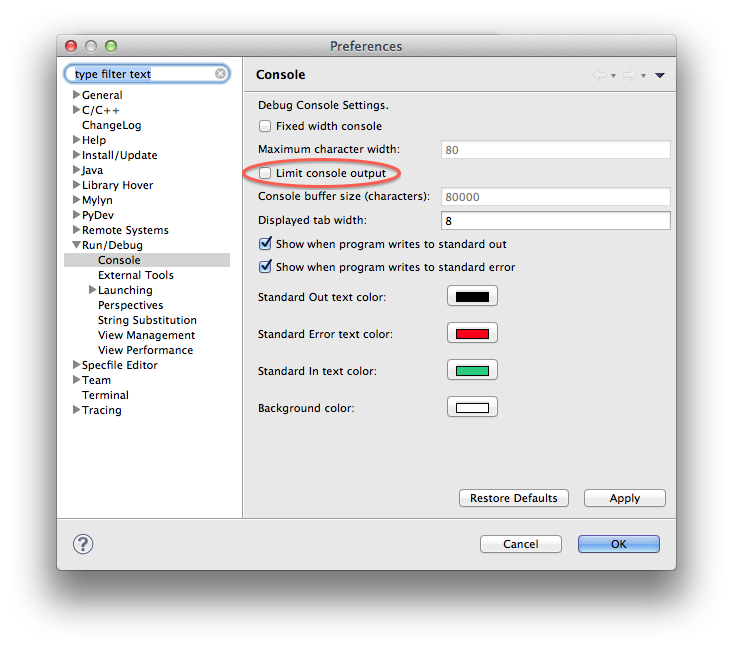 Preferences
type filter text
General
C/C++
ChangeLog
Help
Install/Update
Java
Library Hover
Mylyn
PyDev
Remote Systems
Run/Debug
Console
External Tools
Launching
Perspectives
String Substitution
View Management
View Performance
Specfile Editor
Team
Terminal
Tracing
Console
Debug Console Settings.
Fixed width console
Maximum character width: 80
Limit console output
Console buffer size (characters): 80000
Displayed tab width: 8
Show when program writes to standard out
Show when program writes to standard error
Standard Out text color:
Standard Error text color:
Standard In text color:
Background color:
Restore Defaults Apply
? Cancel OK